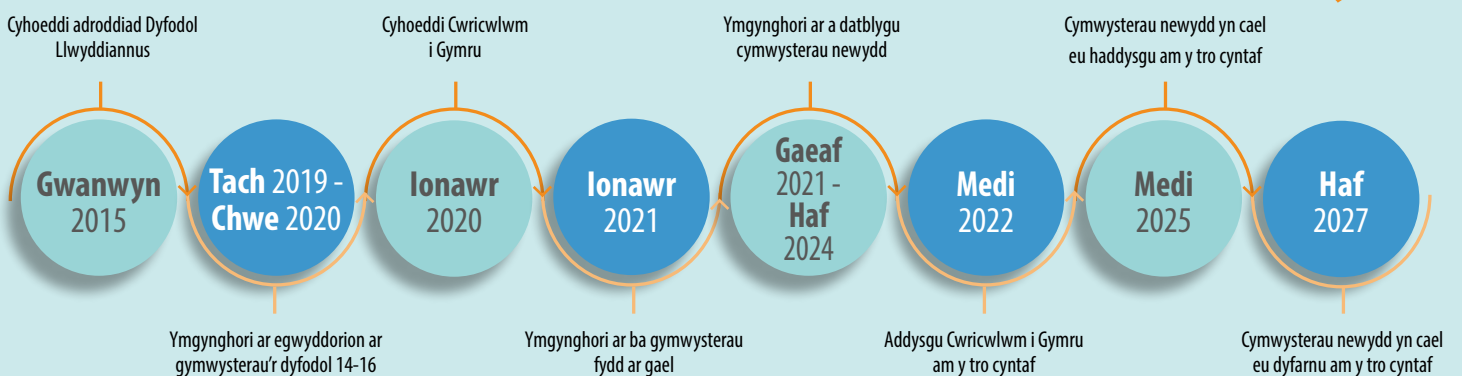 Cyhoeddi adroddiad Dyfodol
Llwyddiannus
Gwanwyn
2015
Tach 2019 -
Chwe 2020
Ymgynghori ar egwyddorion ar
gymwysterau'r dyfodol 14-16
Cyhoeddi Cwricwlwm
i Gymru
Ionawr
2020
Ionawr
2021
Ymgynghori ar ba gymwysterau
fydd ar gael
Ymgynghori ar a datblygu
cymwysterau newydd
Gaeaf
2021 -
Haf
2024
Medi
2022
Addysgu Cwricwlwm i Gymru
am y tro cyntaf
Cymwysterau newydd yn cael
eu haddysgu am y tro cyntaf
Medi
2025
Haf
2027
Cymwysterau newydd yn cael
eu dyfarnu am y tro cyntaf